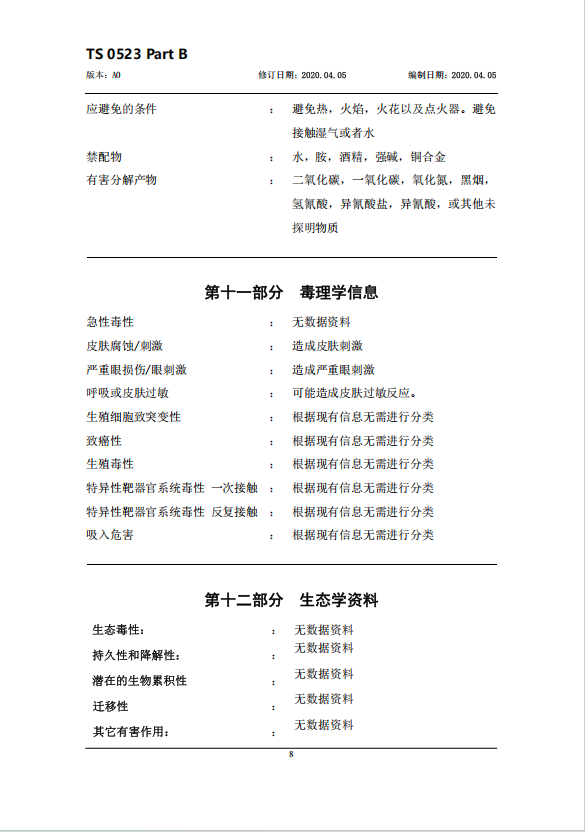 TS 0523 Part B
版本：A0 修订日期：2020.04.05 编制日期：2020.04.05
应避免的条件 ： 避免热，火焰，火花以及点火器。避免
接触湿气或者水
禁配物 ： 水，胺，酒精，强碱，铜合金
有害分解产物 ： 二氧化碳，一氧化碳，氧化氮，黑烟，
氢氰酸，异氰酸盐，异氰酸，或其他未
探明物质
第十一部分 毒理学信息
急性毒性 ： 无数据资料
皮肤腐蚀/刺激 ： 造成皮肤刺激
严重眼损伤/眼刺激 ： 造成严重眼刺激
呼吸或皮肤过敏 ： 可能造成皮肤过敏反应。
生殖细胞致突变性 ： 根据现有信息无需进行分类
致癌性 ： 根据现有信息无需进行分类
生殖毒性 ： 根据现有信息无需进行分类
特异性靶器官系统毒性 一次接触 ： 根据现有信息无需进行分类
特异性靶器官系统毒性 反复接触 ： 根据现有信息无需进行分类
吸入危害 ： 根据现有信息无需进行分类
第十二部分 生态学资料
生态毒性： ： 无数据资料
持久性和降解性： ： 无数据资料
潜在的生物累积性 ： 无数据资料
迁移性 ： 无数据资料
其它有害作用： ： 无数据资料
8